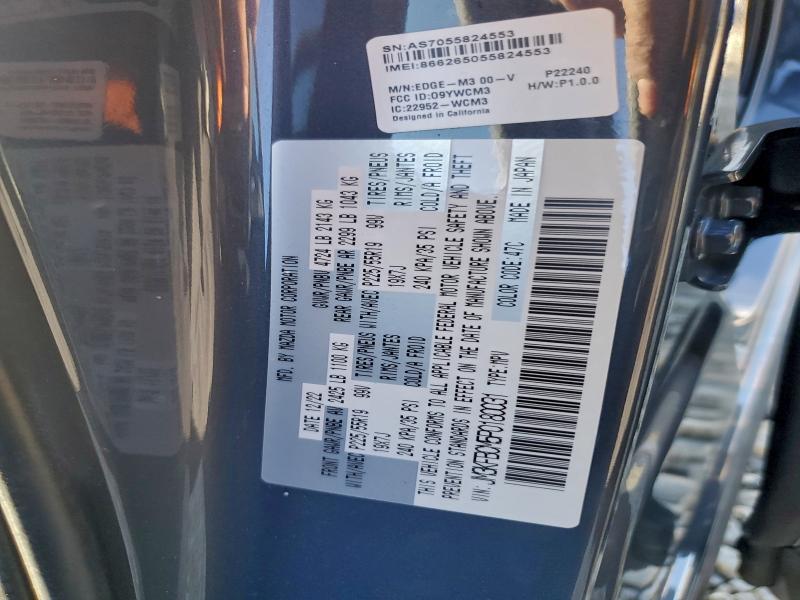 SN:AS7055824553
IMEI:866265055824553
M/N:EDGE-M3 00-V P22240
FCC ID:O9YWCM3 H/W:P1.0.0
IC:22952-WCM3
Designed in California
MFD. BY MAZDA MOTOR CORPORATION
DATE 12/22 GVWR/PNBV 4724 LB 2143 KG
FRONT GAWR/PNBE AV 2425 LB 1100 KG REAR GAWR/PNBE AR 2299 LB 1043 KG
WITH/AVEC P225/55R19 99V TIRES/PNEUS WITH/AVEC P225/55R19 99V TIRES/PNEUS
19X7J RIMS/JANTES 19X7J RIMS/JANTES
240 KPA/35 PSI COLD/A FROID 240 KPA/35 PSI COLD/A FROID
THIS VEHICLE CONFORMS TO ALL APPLICABLE FEDERAL MOTOR VEHICLE SAFETY AND THEFT
PREVENTION STANDARDS IN EFFECT ON THE DATE OF MANUFACTURE SHOWN ABOVE.
VIN: TYPE:MPV COLOR CODE:47C MADE IN JAPAN